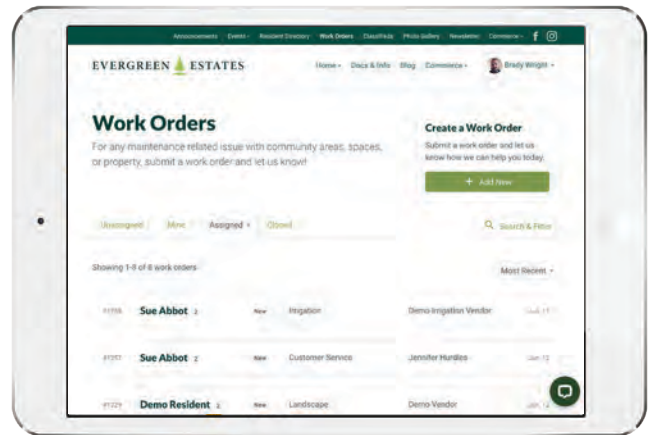 Announcements Events Resident Directory Work Orders Classifieds Photo Gallery Newsletter Commerce
EVERGREEN ESTATES
Home Docs & Info Blog Commerce Brady Wright
Work Orders
For any maintenance related issue with community areas, spaces,
or property, submit a work order and let us know!
Create a Work Order
Submit a work order and let us
know how we can help you today.
+ Add New
Unassigned Mine Assigned Closed
Search & Filter
Showing 1-8 of 8 work orders
Most Recent
Sue Abbot 2 New Irrigation Demo Irrigation Vendor
Sue Abbot 2 New Customer Service Jennifer Hurdles
Demo Resident New Landscape Demo Vendor